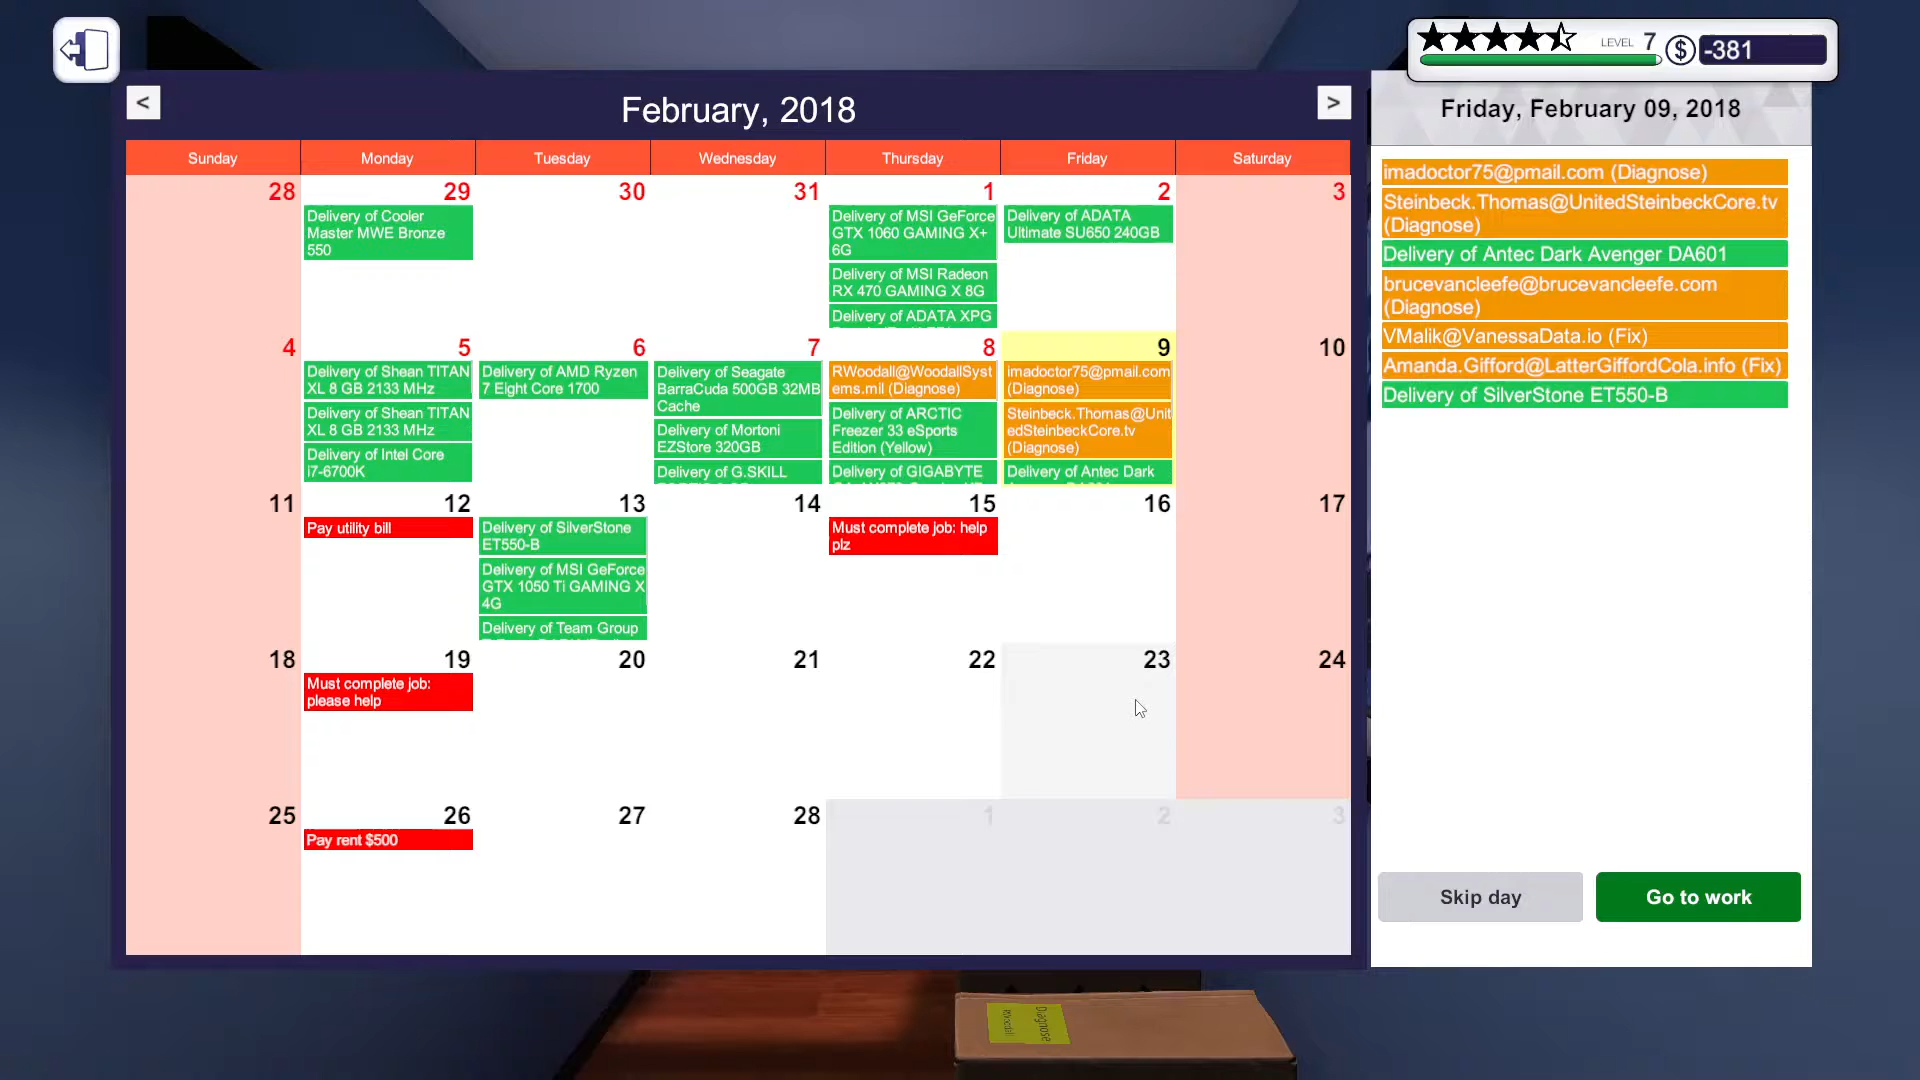 LEVEL 7
$ -381
<
February, 2018
>
Friday, February 09, 2018
Sunday
Monday
Tuesday
Wednesday
Thursday
Friday
Saturday
28
29
Delivery of Cooler
Master MWE Bronze
550
30
31
1
Delivery of MSI GeForce
GTX 1060 GAMING X+
6G
Delivery of MSI Radeon
RX 470 GAMING X 8G
Delivery of ADATA XPG
2
Delivery of ADATA
Ultimate SU650 240GB
3
4
5
Delivery of Shean TITAN
XL 8 GB 2133 MHz
Delivery of Shean TITAN
XL 8 GB 2133 MHz
Delivery of Intel Core
i7-6700K
6
Delivery of AMD Ryzen
7 Eight Core 1700
7
Delivery of Seagate
BarraCuda 500GB 32MB
Cache
Delivery of Mortoni
EZStore 320GB
Delivery of G.SKILL
8
RWoodall@WoodallSyst
ems.mil (Diagnose)
Delivery of ARCTIC
Freezer 33 eSports
Edition (Yellow)
Delivery of GIGABYTE
9
imadoctor75@pmail.com
(Diagnose)
Steinbeck.Thomas@Unit
edSteinbeckCore.tv
(Diagnose)
Delivery of Antec Dark
10
11
12
Pay utility bill
13
Delivery of SilverStone
ET550-B
Delivery of MSI GeForce
GTX 1050 Ti GAMING X
4G
Delivery of Team Group
14
15
Must complete job: help
plz
16
17
18
19
Must complete job:
please help
20
21
22
23
24
25
26
Pay rent $500
27
28
1
2
3
imadoctor75@pmail.com (Diagnose)
Steinbeck.Thomas@UnitedSteinbeckCore.tv
(Diagnose)
Delivery of Antec Dark Avenger DA601
brucevancleefe@brucevancleefe.com
(Diagnose)
VMalik@VanessaData.io (Fix)
Amanda.Gifford@LatterGiffordCola.info (Fix)
Delivery of SilverStone ET550-B
Skip day
Go to work
Diagnose